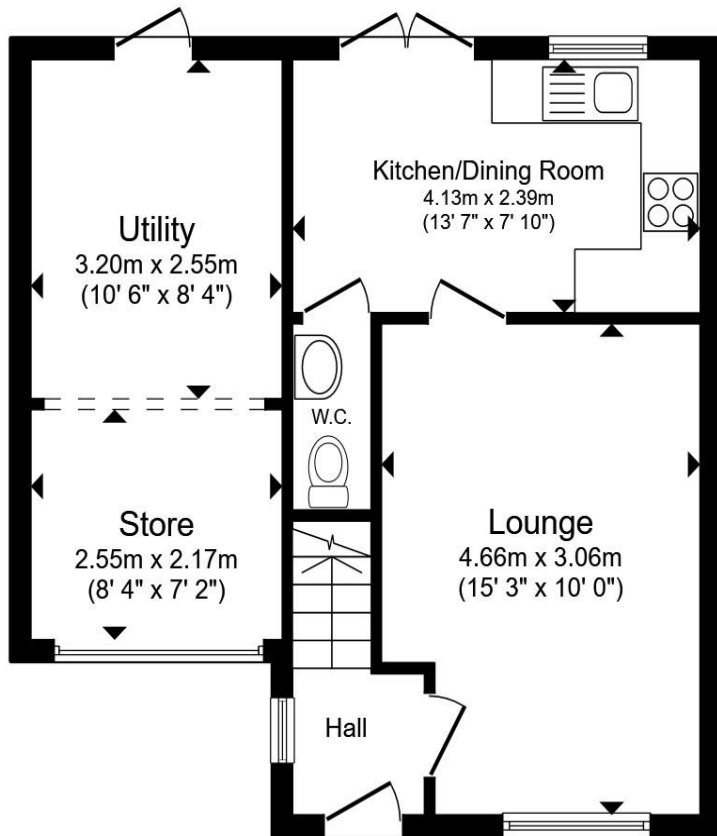 Kitchen/Dining Room
4.13m x 2.39m
(13' 7" x 7' 10")
Utility
3.20m x 2.55m
(10' 6" x 8' 4")
W.C.
Store
2.55m x 2.17m
(8' 4" x 7' 2")
Lounge
4.66m x 3.06m
(15' 3" x 10' 0")
Hall